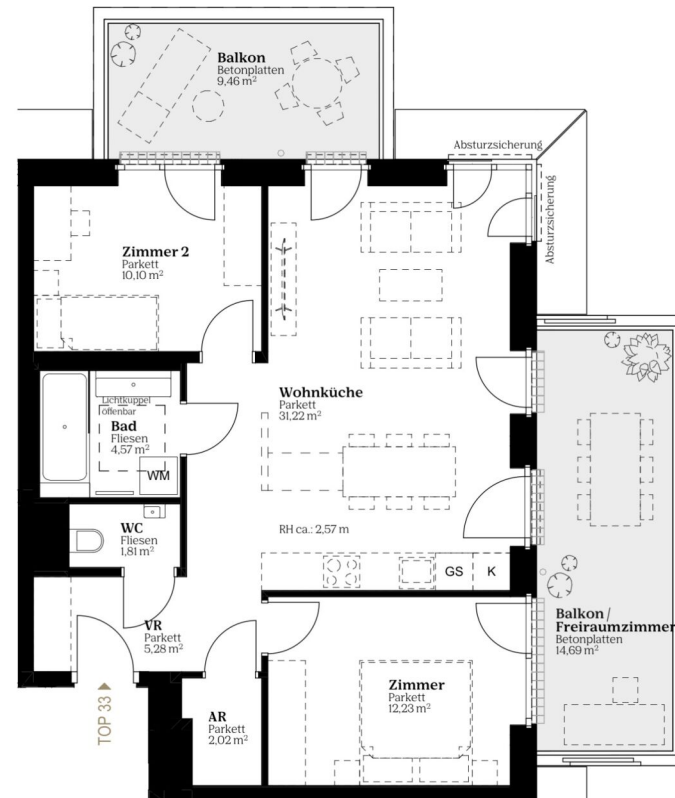 Balkon
Betonplatten
9,46 m²
Absturzsicherung
Absturzsicherung
Zimmer 2
Parkett
10,10 m²
Wohnküche
Parkett
31,22 m²
Lichtkuppel
öffenbar
Bad
Fliesen
4,57 m²
WM
WC
Fliesen
1,81 m²
RH ca.: 2,57 m
GS
K
VR
Parkett
5,28 m²
Balkon /
Freiraumzimmer
Betonplatten
14,69 m²
TOP 33
AR
Parkett
2,02 m²
Zimmer
Parkett
12,23 m²